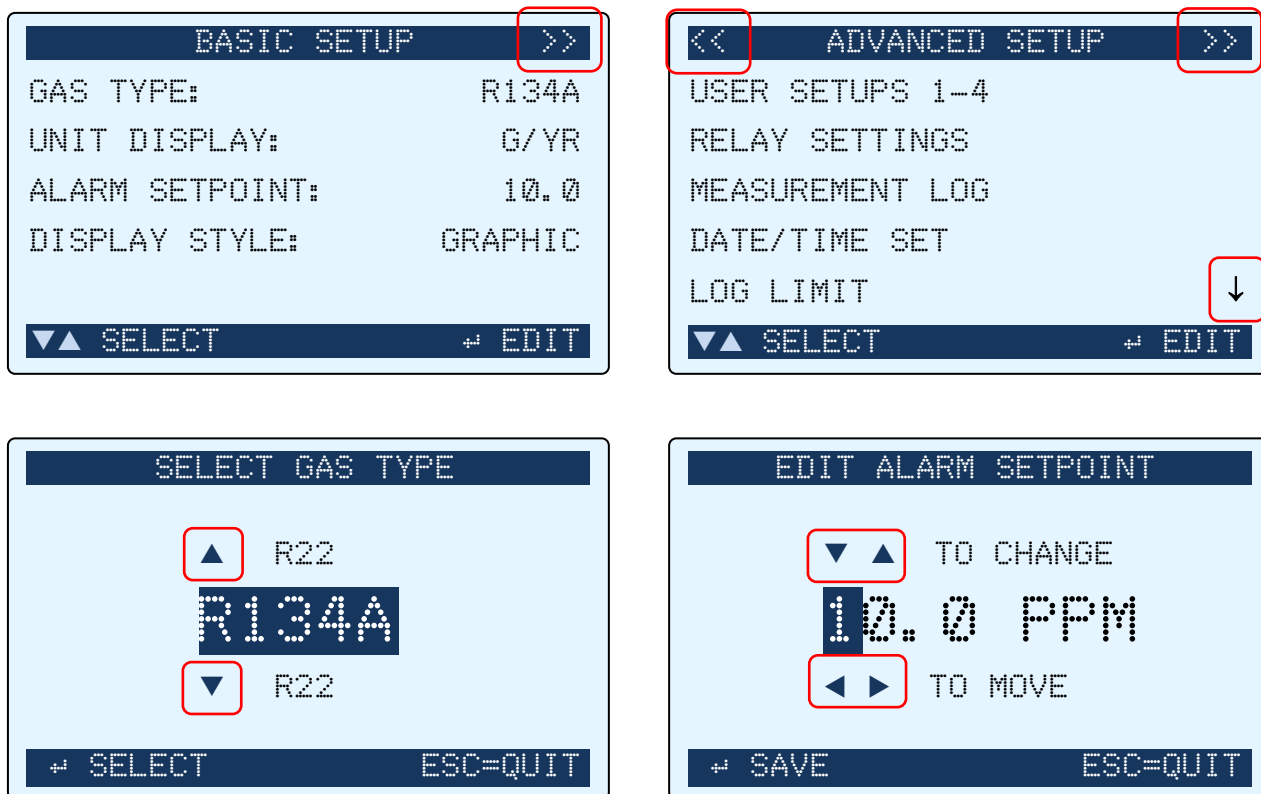 BASIC SETUP >>
GAS TYPE: R134A
UNIT DISPLAY: G/YR
ALARM SETPOINT: 10.0
DISPLAY STYLE: GRAPHIC
▼▲ SELECT ↵ EDIT
<< ADVANCED SETUP >>
USER SETUPS 1-4
RELAY SETTINGS
MEASUREMENT LOG
DATE/TIME SET
LOG LIMIT ↓
▼▲ SELECT ↵ EDIT
SELECT GAS TYPE
▲ R22
R134A
▼ R22
↵ SELECT ESC=QUIT
EDIT ALARM SETPOINT
▼ ▲ TO CHANGE
10.0 PPM
◀ ▶ TO MOVE
↵ SAVE ESC=QUIT